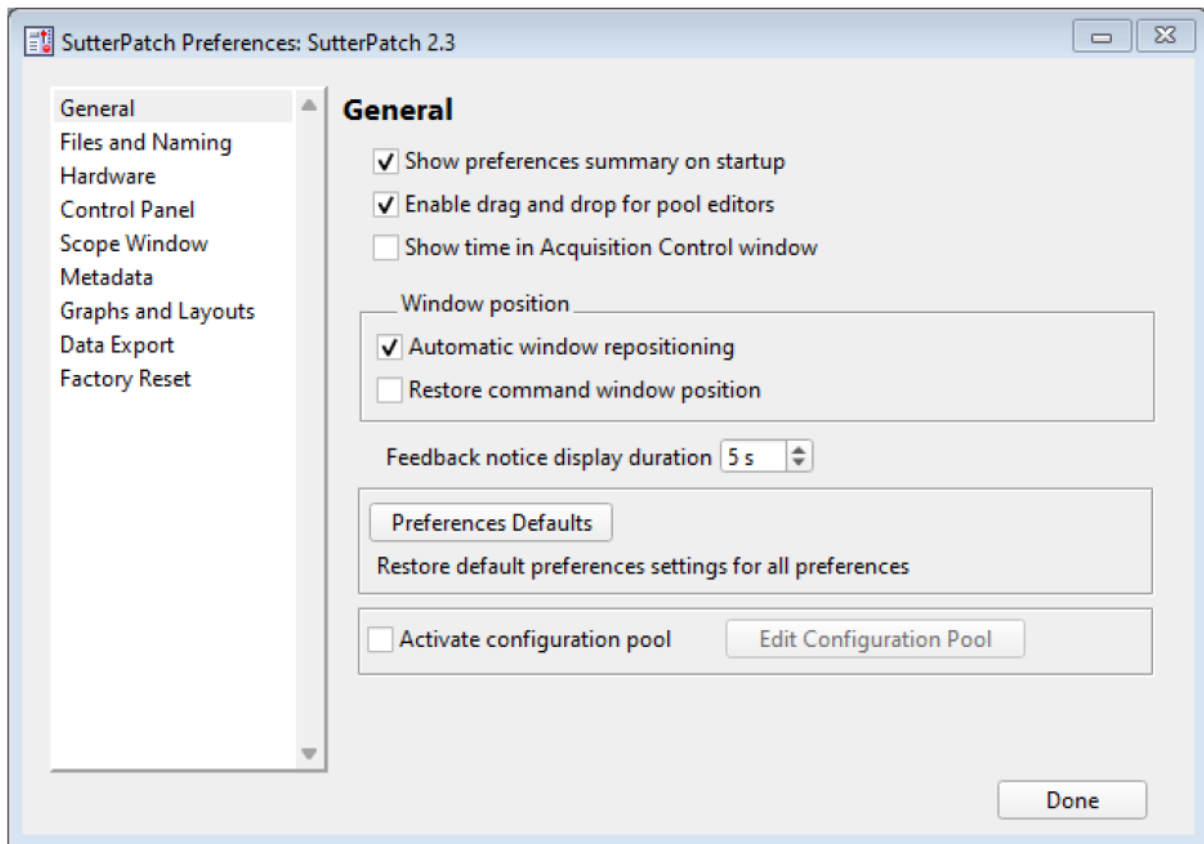 SutterPatch Preferences: SutterPatch 2.3
General
Files and Naming
Hardware
Control Panel
Scope Window
Metadata
Graphs and Layouts
Data Export
Factory Reset
General
Show preferences summary on startup
Enable drag and drop for pool editors
Show time in Acquisition Control window
Window position
Automatic window repositioning
Restore command window position
Feedback notice display duration 5 s
Preferences Defaults
Restore default preferences settings for all preferences
Activate configuration pool Edit Configuration Pool
Done